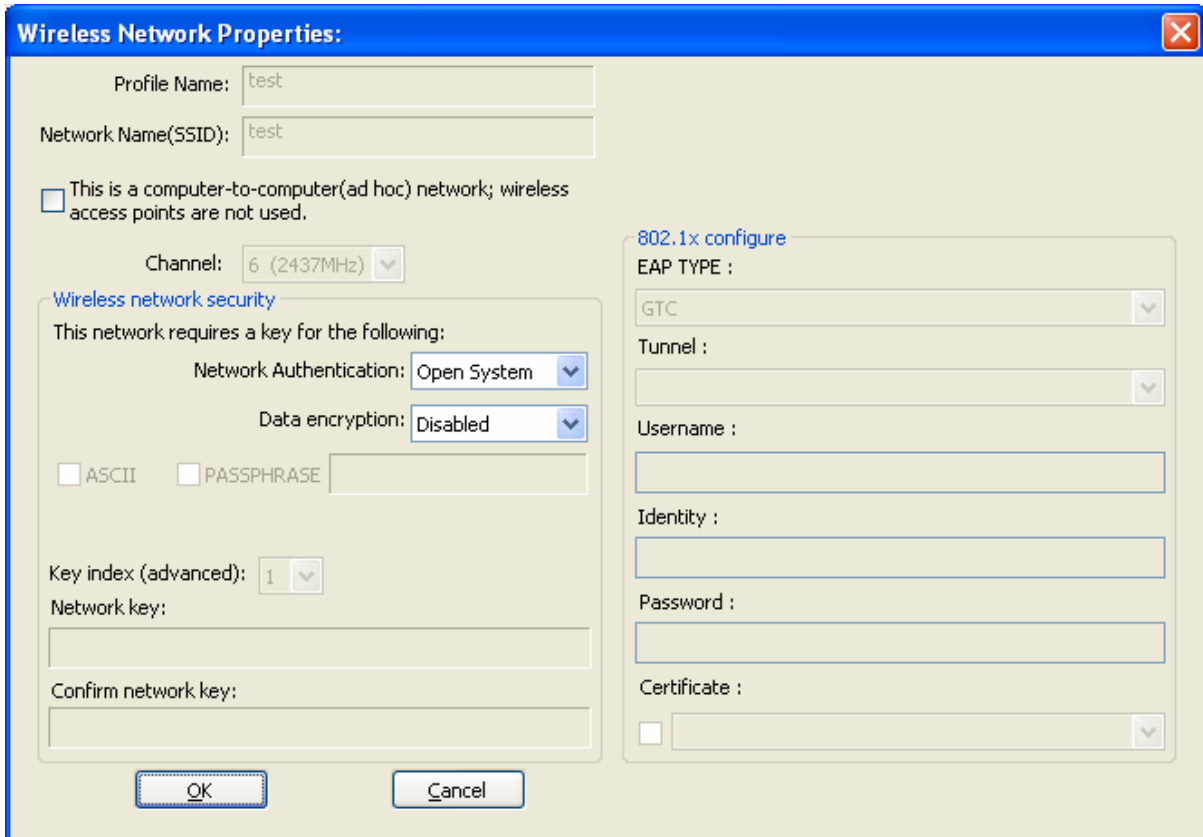 Wireless Network Properties:
Profile Name: test
Network Name(SSID): test
This is a computer-to-computer(ad hoc) network; wireless
access points are not used.
Channel: 6 (2437MHz)
Wireless network security
This network requires a key for the following:
Network Authentication: Open System
Data encryption: Disabled
ASCII PASSPHRASE
Key index (advanced): 1
Network key:
Confirm network key:
802.1x configure
EAP TYPE :
GTC
Tunnel :
Username :
Identity :
Password :
Certificate :
OK Cancel